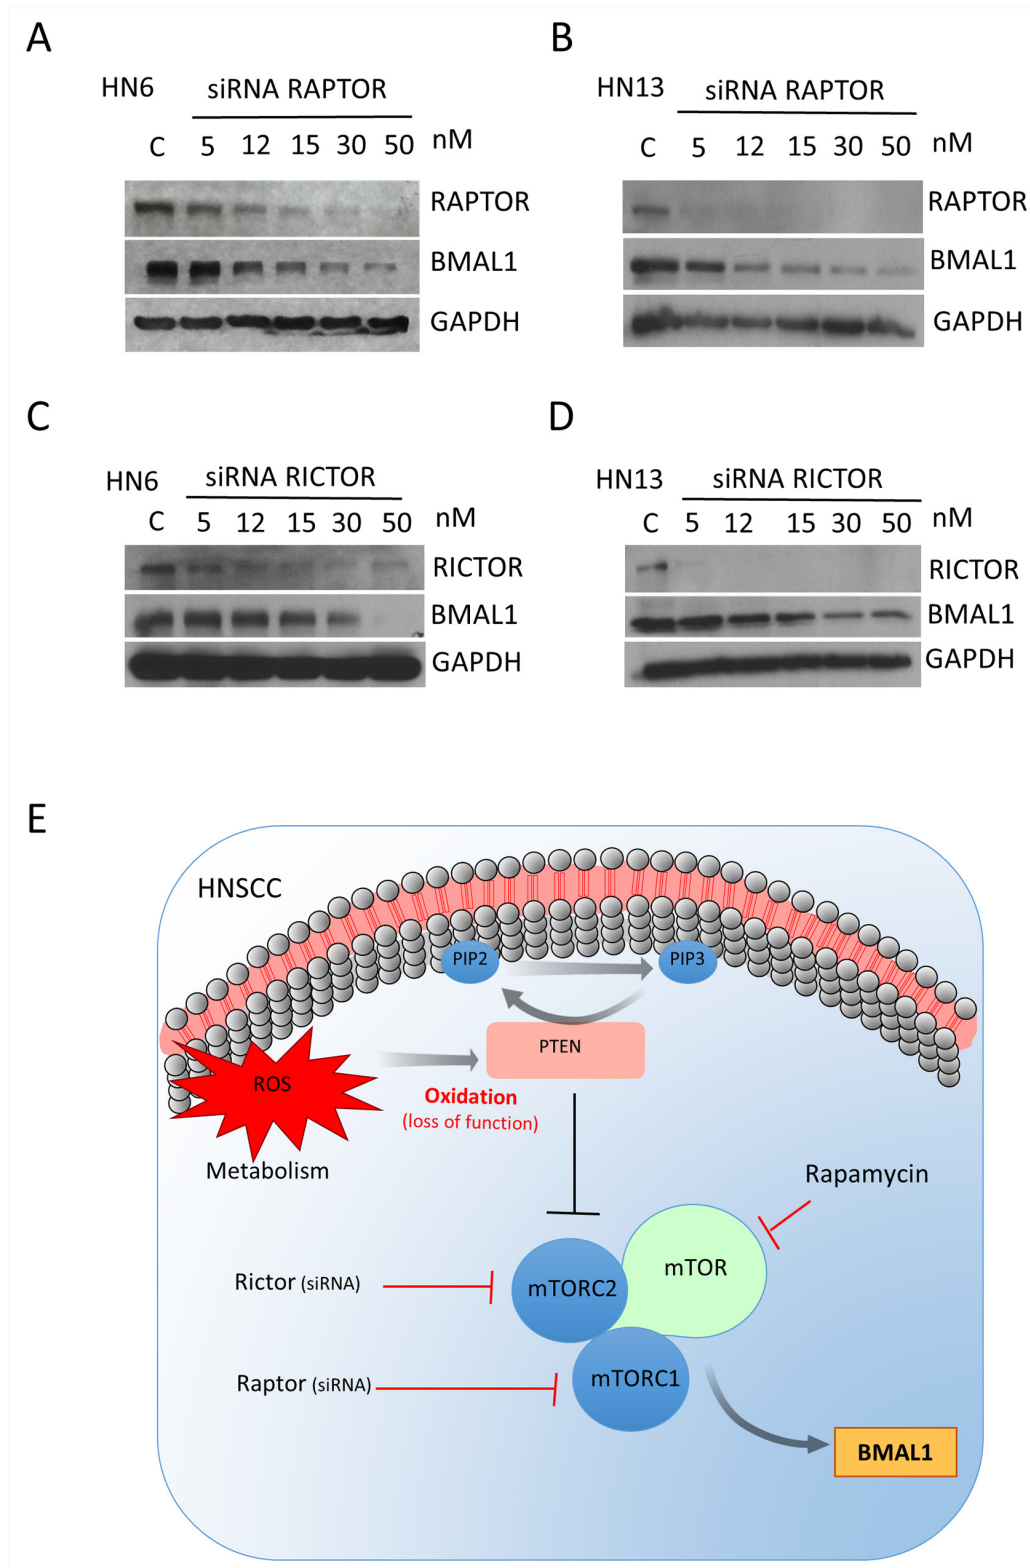 A
HN6
siRNA RAPTOR
C 5 12 15 30 50 nM
RAPTOR
BMAL1
GAPDH
B
HN13
siRNA RAPTOR
C 5 12 15 30 50 nM
RAPTOR
BMAL1
GAPDH
C
HN6
siRNA RICTOR
C 5 12 15 30 50 nM
RICTOR
BMAL1
GAPDH
D
HN13
siRNA RICTOR
C 5 12 15 30 50 nM
RICTOR
BMAL1
GAPDH
E
HNSCC
PIP2
PIP3
PTEN
ROS
Oxidation
(loss of function)
Metabolism
Rapamycin
mTOR
Rictor (siRNA)
mTORC2
Raptor (siRNA)
mTORC1
BMAL1